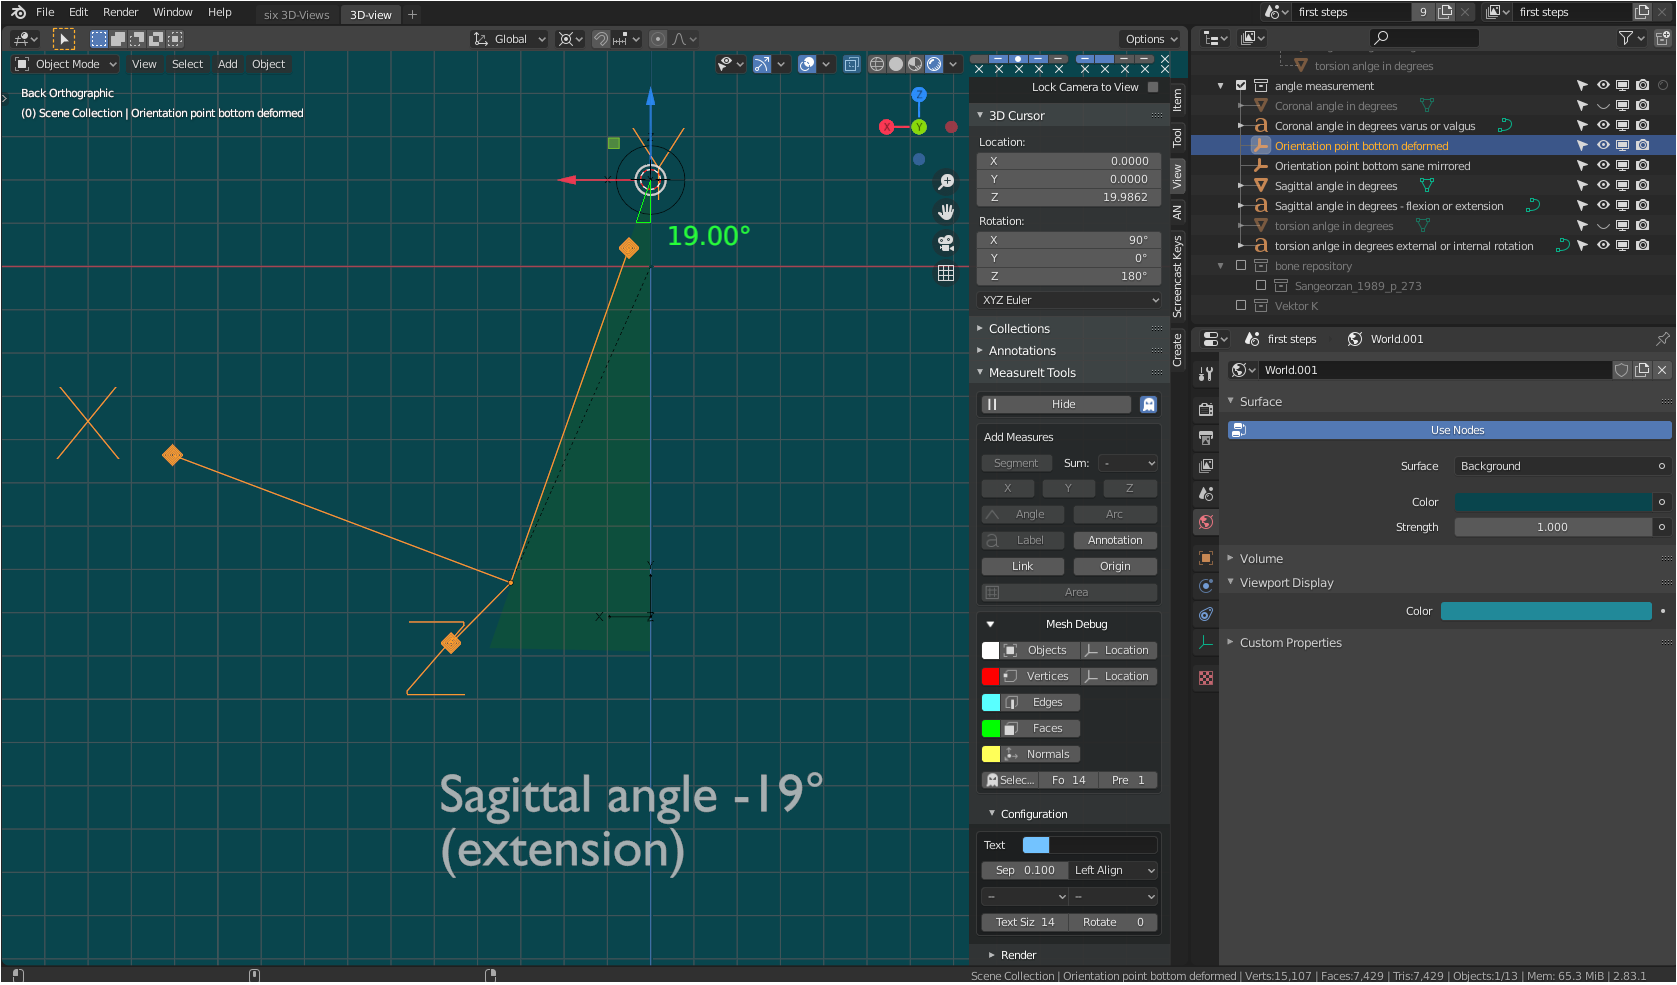 File Edit Render Window Help six 3D-Views 3D-view + first steps 9 first steps
Global Options
Object Mode View Select Add Object
Back Orthographic
(0) Scene Collection | Orientation point bottom deformed
Z
X Y
19.00°
X
Z
Y
X Z
Sagittal angle -19°
(extension)
Lock Camera to View
3D Cursor
Location:
X 0.0000
Y 0.0000
Z 19.9862
Rotation:
X 90°
Y 0°
Z 180°
XYZ Euler
Collections
Annotations
MeasureIt Tools
Hide
Add Measures
Segment Sum: -
X Y Z
Angle Arc
Label Annotation
Link Origin
Area
Mesh Debug
Objects Location
Vertices Location
Edges
Faces
Normals
Selec... Fo 14 Pre 1
Configuration
Text
Sep 0.100 Left Align
– –
Text Siz 14 Rotate 0
Render
Item
Tool
View
AN
Screencast Keys
Create
torsion anlge in degrees
angle measurement
Coronal angle in degrees
Coronal angle in degrees varus or valgus
Orientation point bottom deformed
Orientation point bottom sane mirrored
Sagittal angle in degrees
Sagittal angle in degrees - flexion or extension
torsion anlge in degrees
torsion anlge in degrees external or internal rotation
bone repository
Sangeorzan_1989_p_273
Vektor K
first steps World.001
World.001
Surface
Use Nodes
Surface Background
Color
Strength 1.000
Volume
Viewport Display
Color
Custom Properties
Scene Collection | Orientation point bottom deformed | Verts:15,107 | Faces:7,429 | Tris:7,429 | Objects:1/13 | Mem: 65.3 MiB | 2.83.1